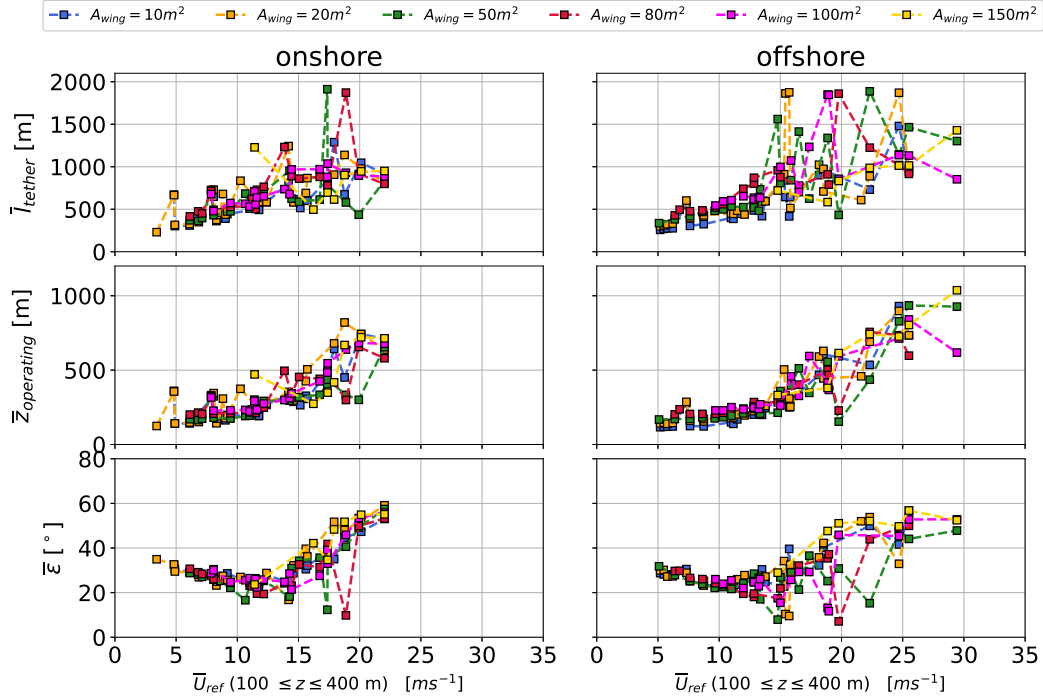 A_wing = 10m² A_wing = 20m² A_wing = 50m² A_wing = 80m² A_wing = 100m² A_wing = 150m²
onshore offshore
l̅_tether [m]
2000
1500
1000
500
0
z̅_operating [m]
1000
500
0
ε̅ [°]
80
60
40
20
0
0 5 10 15 20 25 30 35 0 5 10 15 20 25 30 35
U̅_ref (100 ≤ z ≤ 400 m) [ms⁻¹] U̅_ref (100 ≤ z ≤ 400 m) [ms⁻¹]